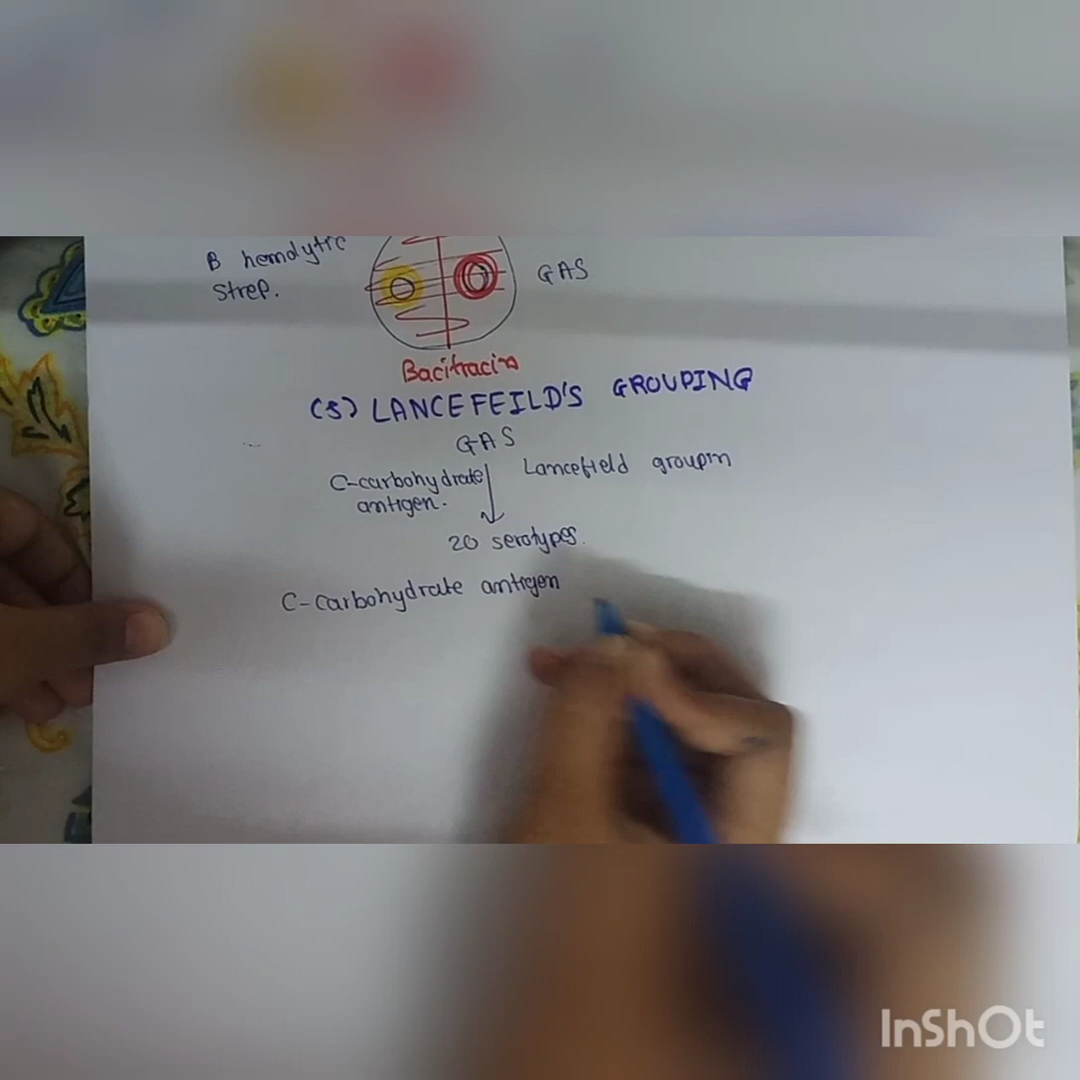 B hemolytic
strep.
GAS
Bacitracin
(5) LANCEFEILD'S GROUPING
GAS
C-carbohydrate
antigen.
Lancefield groupin
20 serotypes.
C-carbohydrate antigen
InShOt